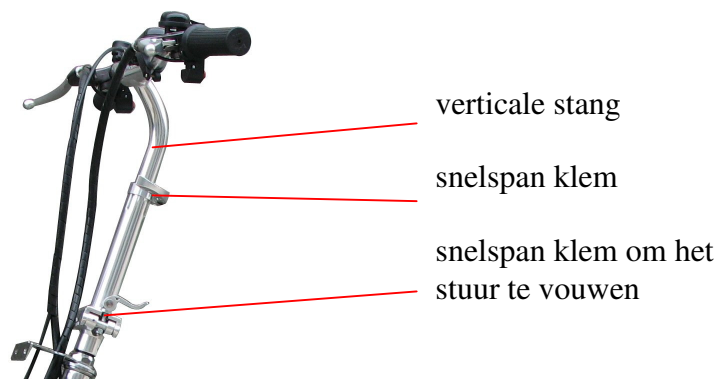 verticale stang
snelspan klem
snelspan klem om het
stuur te vouwen